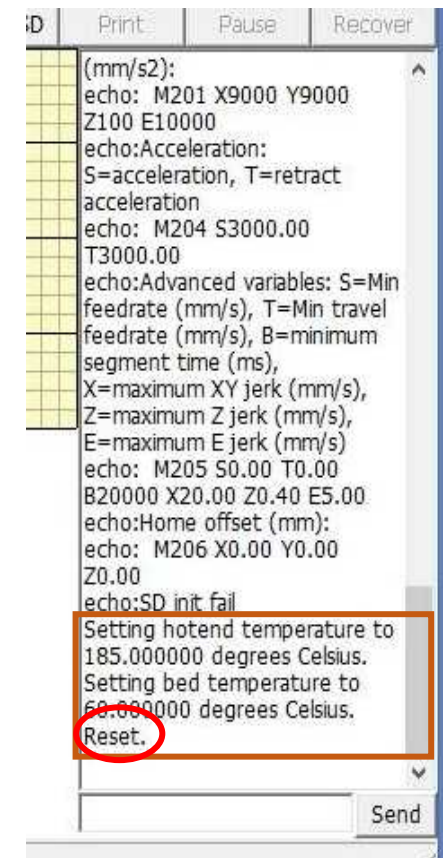 SD Print Pause Recover
(mm/s2):
echo: M201 X9000 Y9000
Z100 E10000
echo:Acceleration:
S=acceleration, T=retract
acceleration
echo: M204 S3000.00
T3000.00
echo:Advanced variables: S=Min
feedrate (mm/s), T=Min travel
feedrate (mm/s), B=minimum
segment time (ms),
X=maximum XY jerk (mm/s),
Z=maximum Z jerk (mm/s),
E=maximum E jerk (mm/s)
echo: M205 S0.00 T0.00
B20000 X20.00 Z0.40 E5.00
echo:Home offset (mm):
echo: M206 X0.00 Y0.00
Z0.00
echo:SD init fail
Setting hotend temperature to
185.000000 degrees Celsius.
Setting bed temperature to
60.000000 degrees Celsius.
Reset.
Send